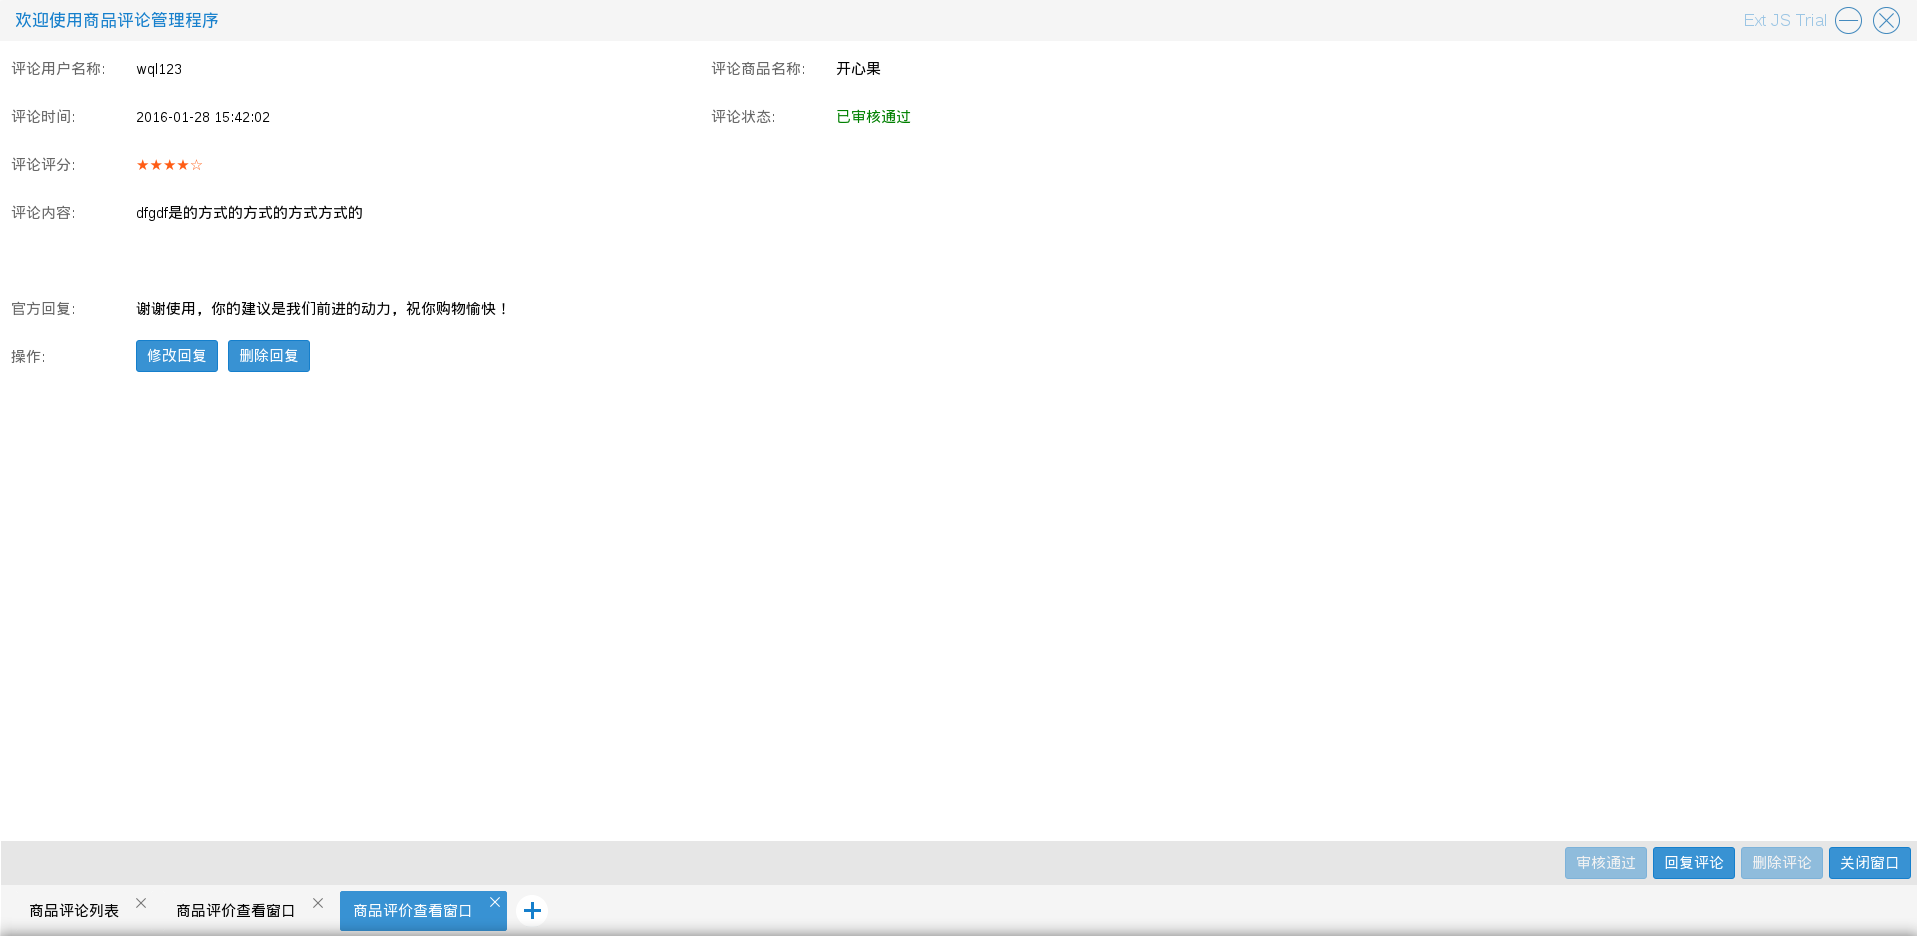 欢迎使用商品评论管理程序 Ext JS Trial
评论用户名称: wql123 评论商品名称: 开心果
评论时间: 2016-01-28 15:42:02 评论状态: 已审核通过
评论评分: ★★★★☆
评论内容: dfgdf是的方式的方式的方式方式的
官方回复: 谢谢使用，你的建议是我们前进的动力，祝你购物愉快！
操作: 修改回复 删除回复
审核通过 回复评论 删除评论 关闭窗口
商品评论列表 商品评价查看窗口 商品评价查看窗口